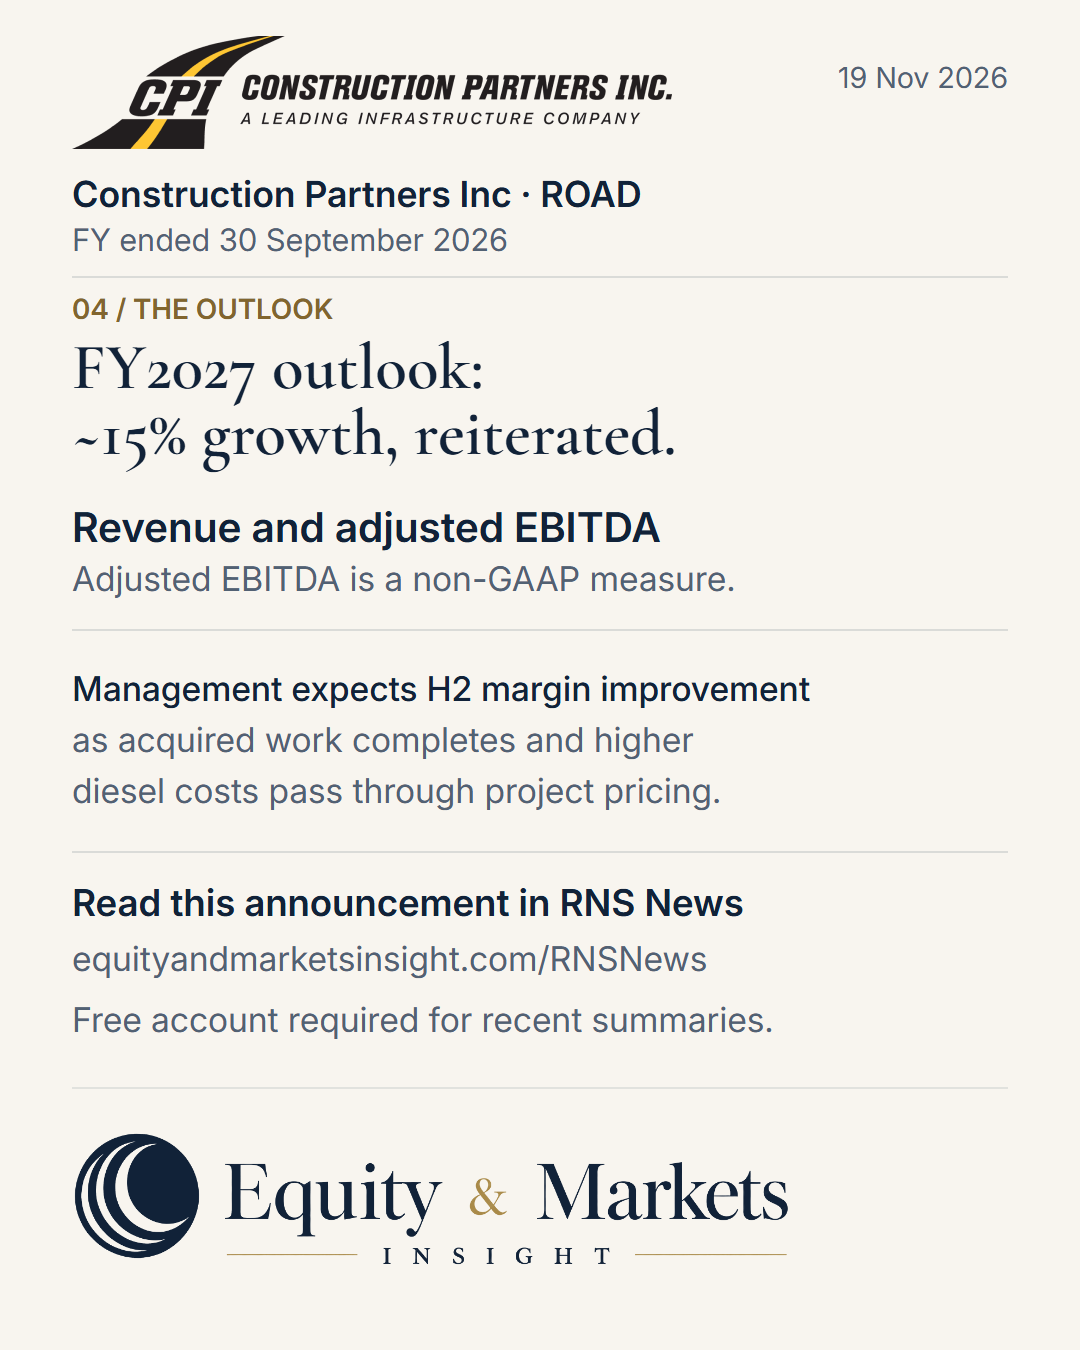 CPI
CONSTRUCTION PARTNERS INC.
A LEADING INFRASTRUCTURE COMPANY
19 Nov 2026
Construction Partners Inc · ROAD
FY ended 30 September 2026
04 / THE OUTLOOK
FY2027 outlook:
~15% growth, reiterated.
Revenue and adjusted EBITDA
Adjusted EBITDA is a non-GAAP measure.
Management expects H2 margin improvement
as acquired work completes and higher
diesel costs pass through project pricing.
Read this announcement in RNS News
equityandmarketsinsight.com/RNSNews
Free account required for recent summaries.
Equity & Markets
INSIGHT